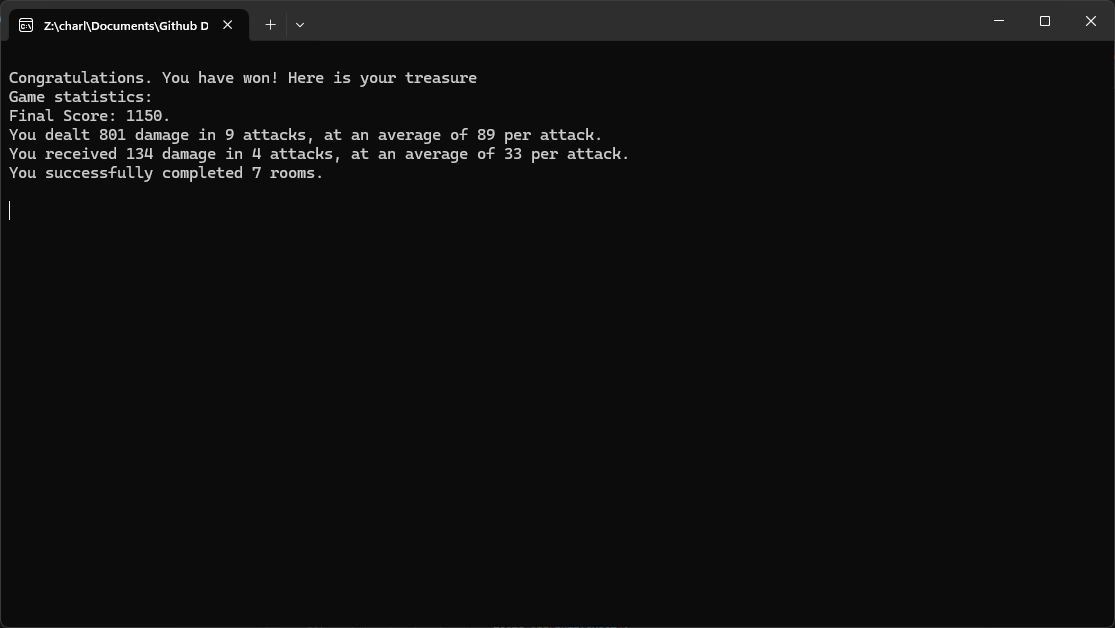 Z:\charl\Documents\Github D
Congratulations. You have won! Here is your treasure
Game statistics:
Final Score: 1150.
You dealt 801 damage in 9 attacks, at an average of 89 per attack.
You received 134 damage in 4 attacks, at an average of 33 per attack.
You successfully completed 7 rooms.